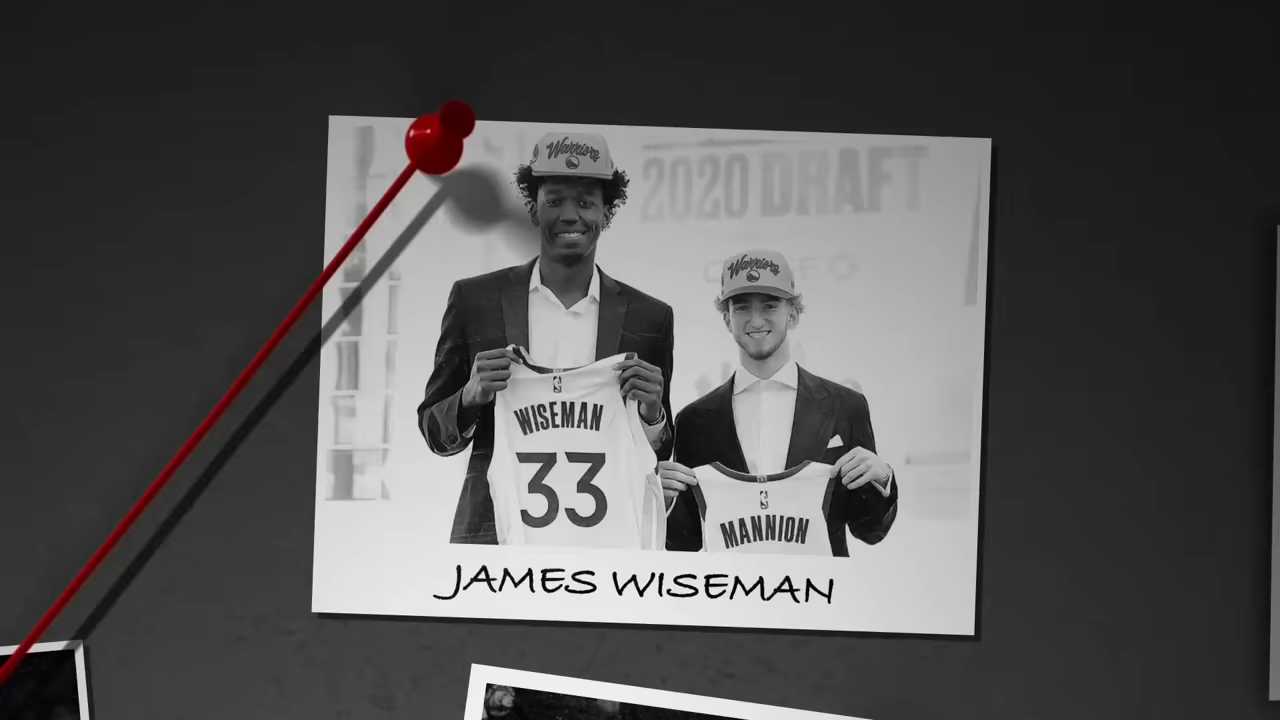 Warriors
2020 DRAFT
Warriors
WISEMAN
33
MANNION
JAMES WISEMAN